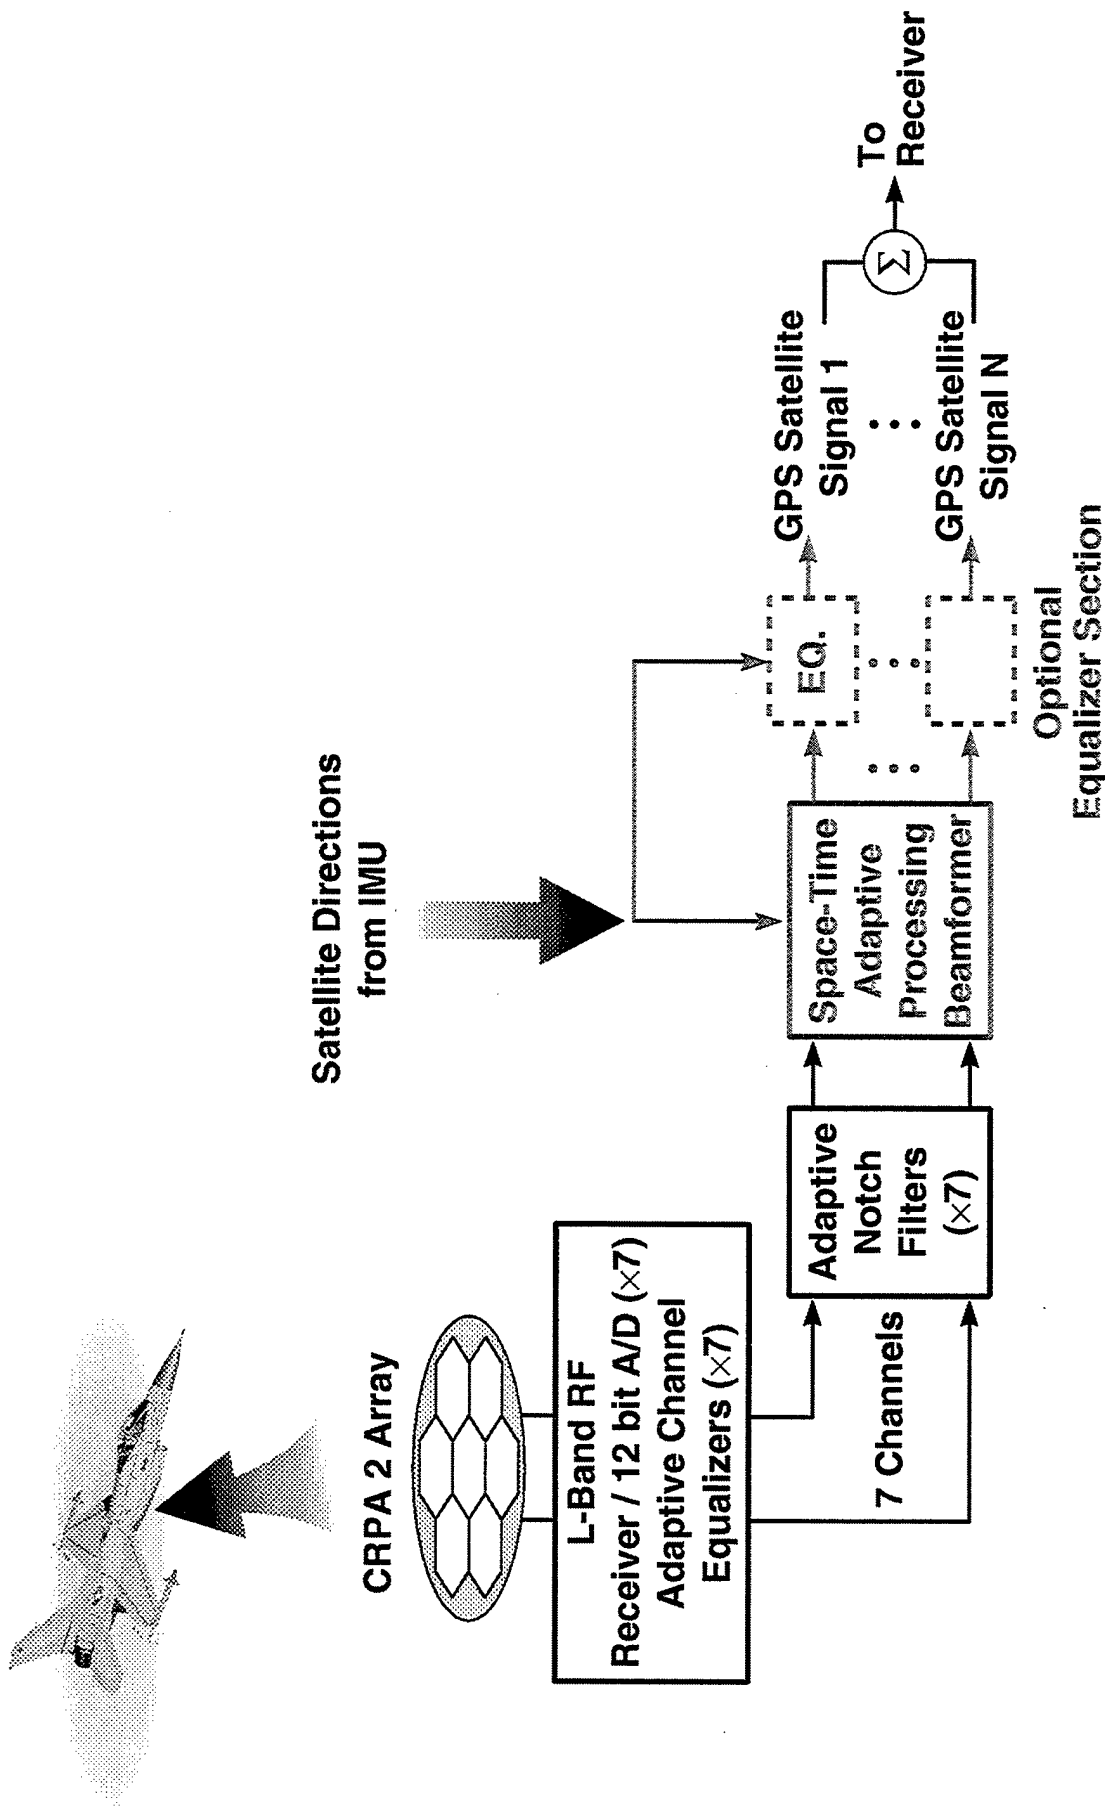 CRPA 2 Array
L-Band RF
Receiver / 12 bit A/D (×7)
Adaptive Channel
Equalizers (×7)
7 Channels
Adaptive
Notch
Filters
(×7)
Satellite Directions
from IMU
Space-Time
Adaptive
Processing
Beamformer
EQ.
Optional
Equalizer Section
GPS Satellite
Signal 1
GPS Satellite
Signal N
Σ
To
Receiver